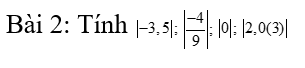 Bài 2: Tính |−3,5|; |−4/9|; |0|; |2,0(3)|